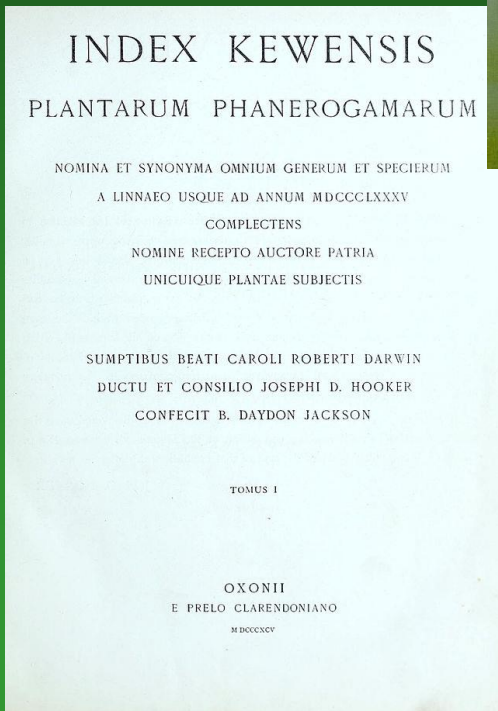 INDEX KEWENSIS
PLANTARUM PHANEROGAMARUM
NOMINA ET SYNONYMA OMNIUM GENERUM ET SPECIERUM
A LINNAEO USQUE AD ANNUM MDCCCLXXXV
COMPLECTENS
NOMINE RECEPTO AUCTORE PATRIA
UNICUIQUE PLANTAE SUBJECTIS
SUMPTIBUS BEATI CAROLI ROBERTI DARWIN
DUCTU ET CONSILIO JOSEPHI D. HOOKER
CONFECIT B. DAYDON JACKSON
TOMUS I
OXONII
E PRELO CLARENDONIANO
MDCCCXCV